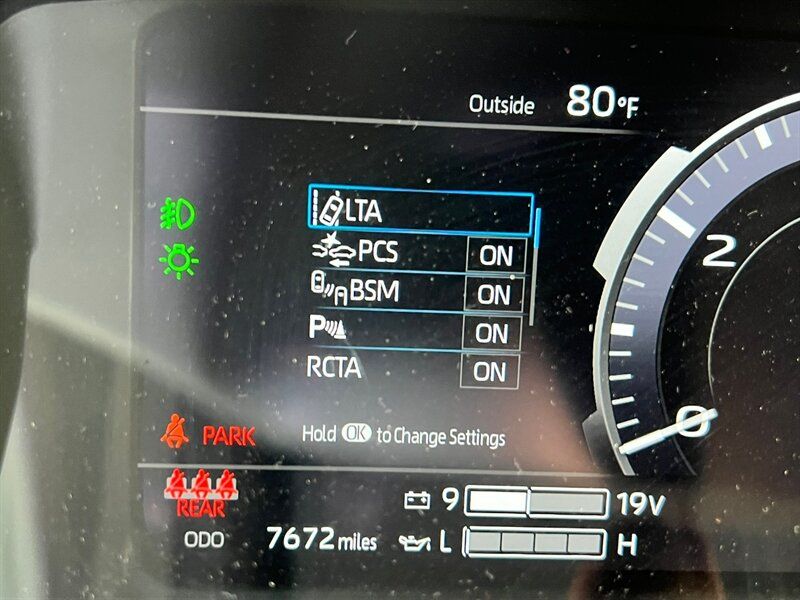 Outside 80°F
LTA
PCS ON
BSM ON
P ON
RCTA ON
2
0
PARK
Hold OK to Change Settings
REAR
9 19V
ODO 7672 miles
L H